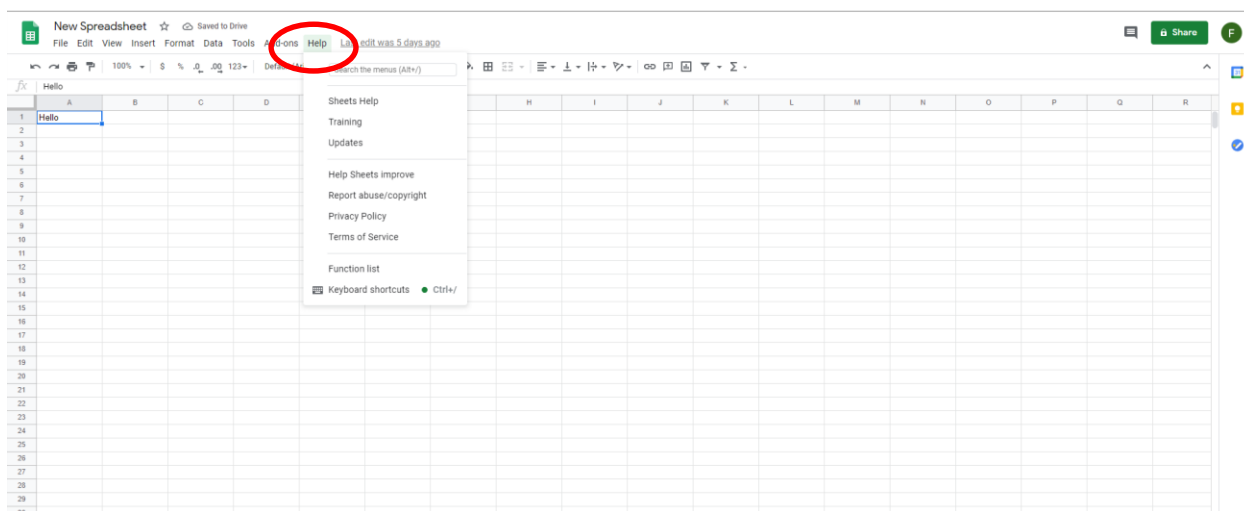 New Spreadsheet Saved to Drive
File Edit View Insert Format Data Tools Add-ons Help Last edit was 5 days ago
Share
F
100% $ % .0 .00 123
Search the menus (Alt+/)
fx Hello
A B C D H I J K L M N O P Q R
1 Hello
2
3
4
5
6
7
8
9
10
11
12
13
14
15
16
17
18
19
20
21
22
23
24
25
26
27
28
29
Sheets Help
Training
Updates
Help Sheets improve
Report abuse/copyright
Privacy Policy
Terms of Service
Function list
Keyboard shortcuts Ctrl+/